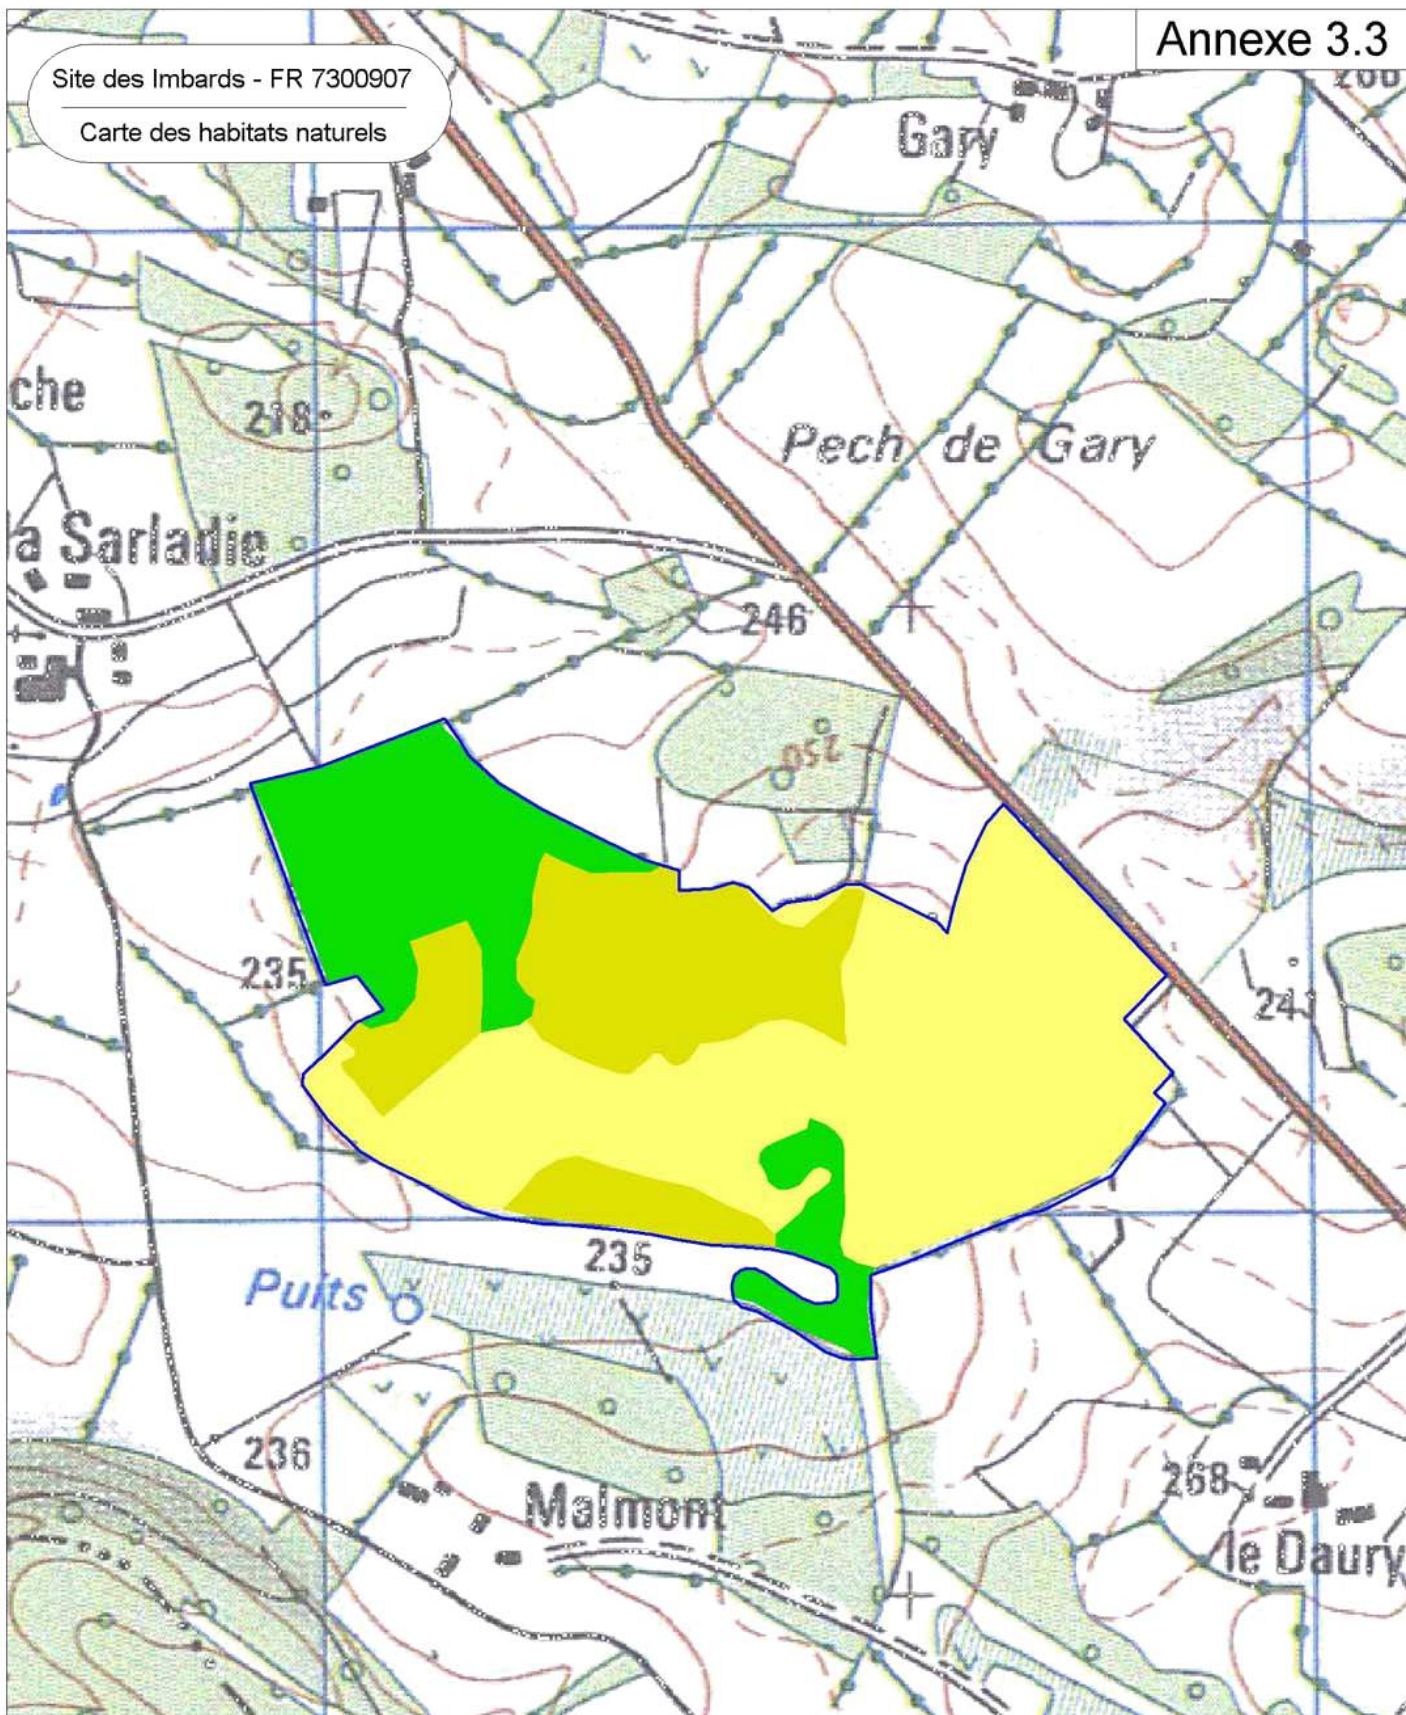 Annexe 3.3
Site des Imbards - FR 7300907
Carte des habitats naturels
Gary
che
218
Pech de Gary
la Sarladie
246
250
235
235
Puits
236
Malmont
268
le Daury